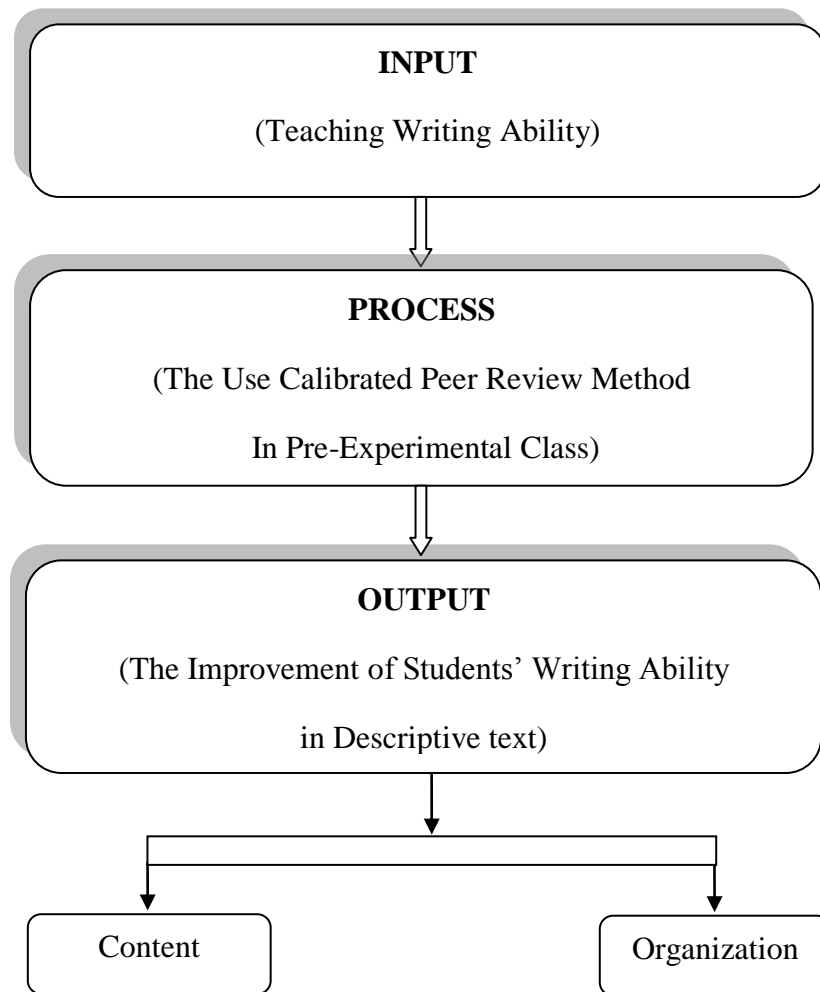 INPUT
(Teaching Writing Ability)
PROCESS
(The Use Calibrated Peer Review Method
In Pre-Experimental Class)
OUTPUT
(The Improvement of Students’ Writing Ability
in Descriptive text)
Content
Organization